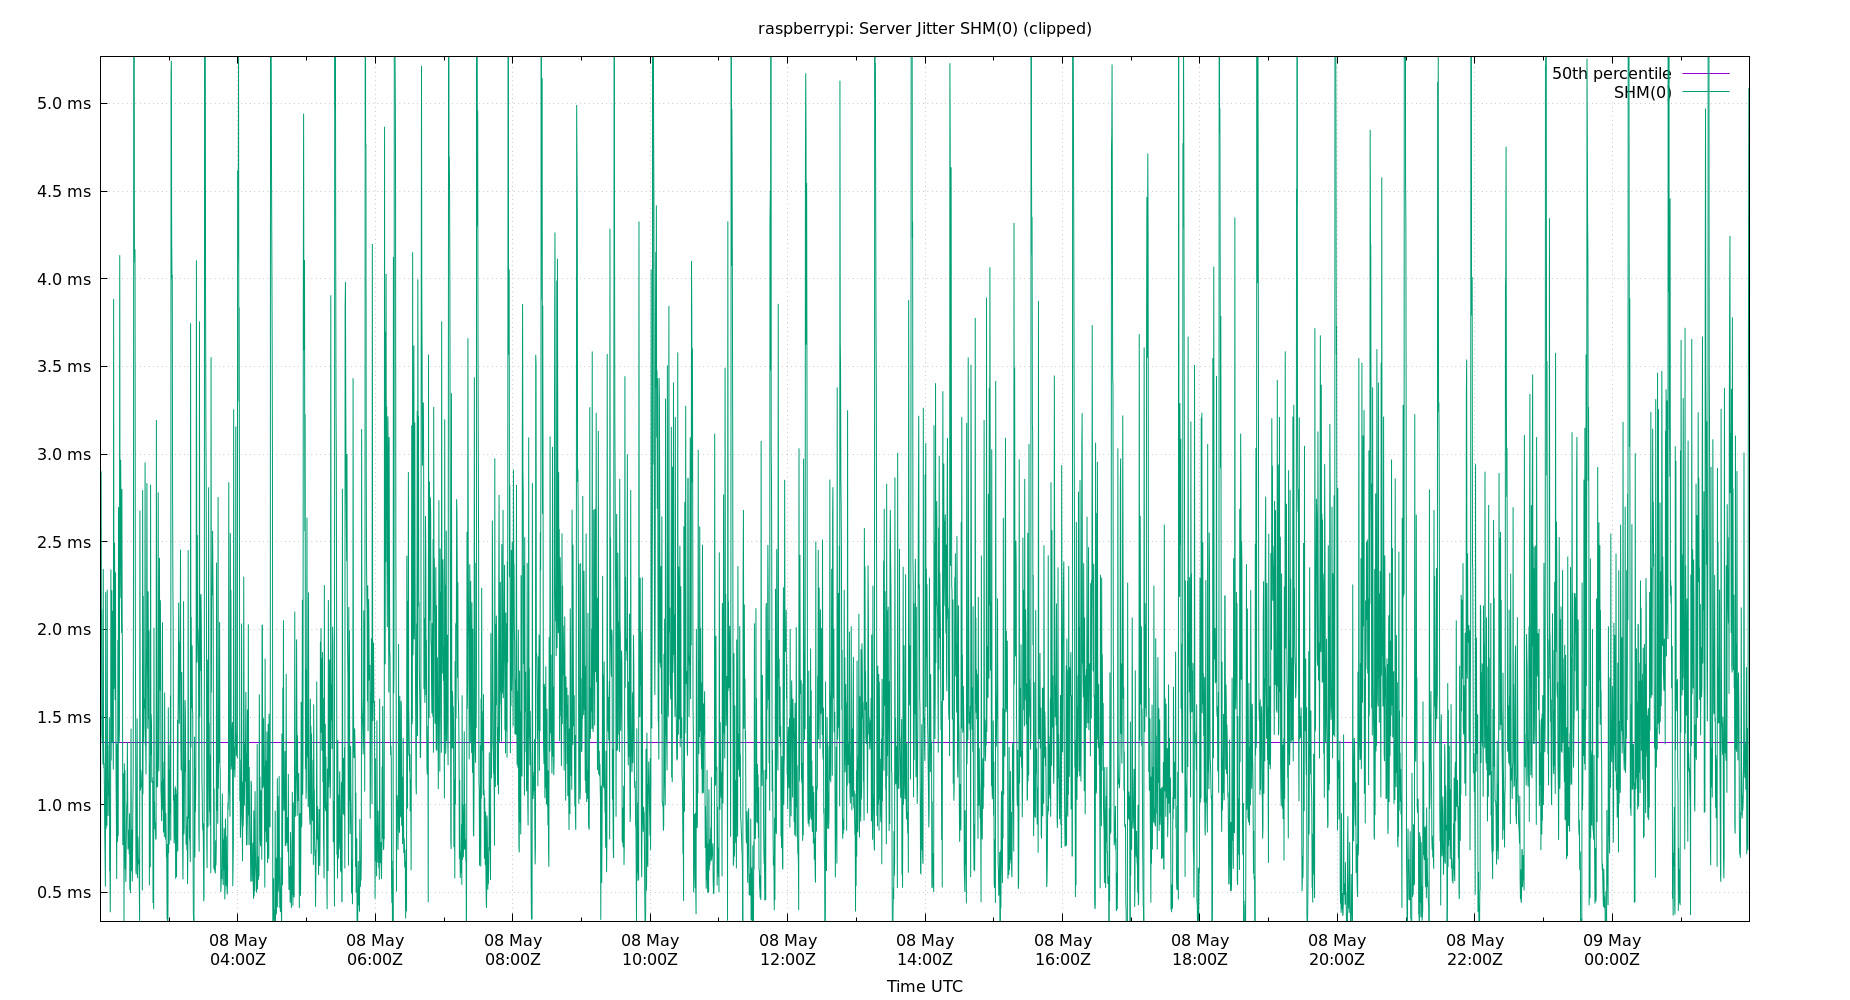 raspberrypi: Server Jitter SHM(0) (clipped)
50th percentile
SHM(0)
5.0 ms
4.5 ms
4.0 ms
3.5 ms
3.0 ms
2.5 ms
2.0 ms
1.5 ms
1.0 ms
0.5 ms
08 May 08 May 08 May 08 May 08 May 08 May 08 May 08 May 08 May 08 May 09 May
04:00Z 06:00Z 08:00Z 10:00Z 12:00Z 14:00Z 16:00Z 18:00Z 20:00Z 22:00Z 00:00Z
Time UTC